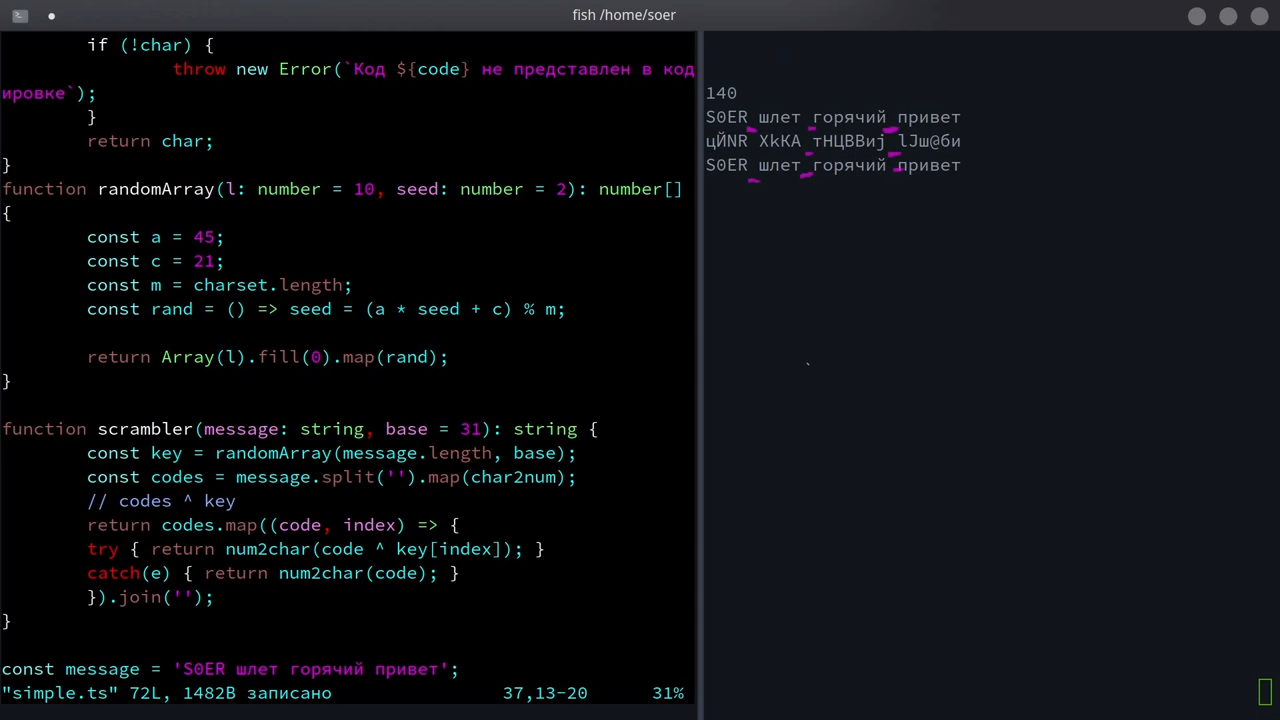 fish /home/soer
if (!char) {
throw new Error(`Код ${code} не представлен в код
ировке`);
}
return char;
}
function randomArray(l: number = 10, seed: number = 2): number[]
{
const a = 45;
const c = 21;
const m = charset.length;
const rand = () => seed = (a * seed + c) % m;
return Array(l).fill(0).map(rand);
}
function scrambler(message: string, base = 31): string {
const key = randomArray(message.length, base);
const codes = message.split('').map(char2num);
// codes ^ key
return codes.map((code, index) => {
try { return num2char(code ^ key[index]); }
catch(e) { return num2char(code); }
}).join('');
}
const message = 'S0ER шлет горячий привет';
"simple.ts" 72L, 1482B записано 37,13-20 31%
140
S0ER шлет горячий привет
цЙNR XkKA тНЦВВиj lJш@би
S0ER шлет горячий привет
`